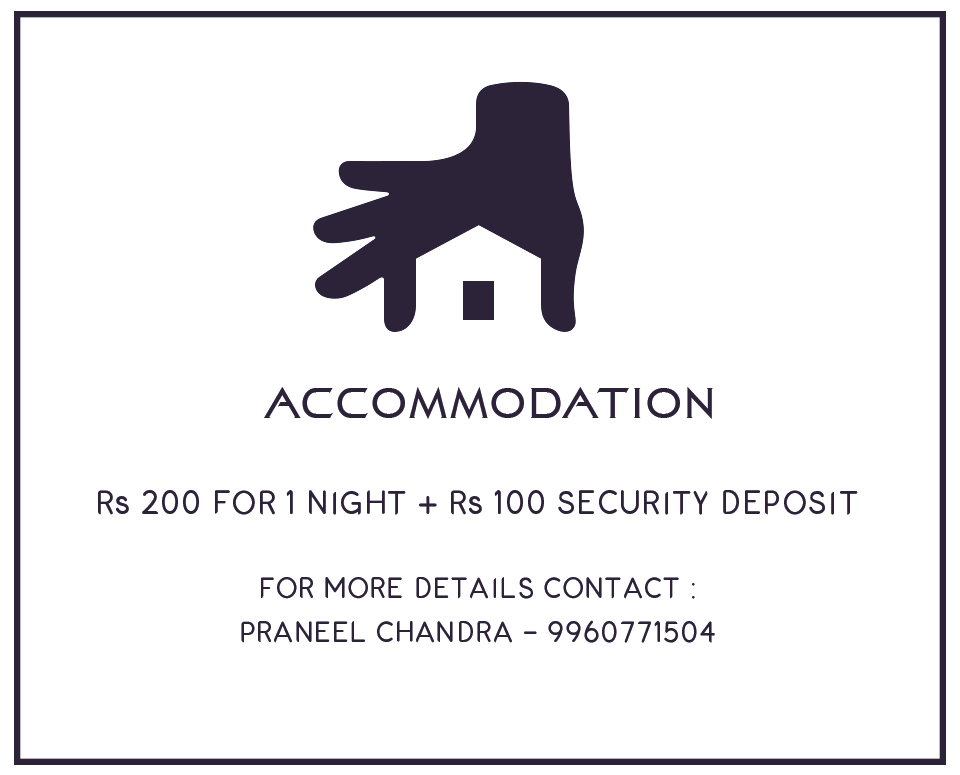 ACCOMMODATION
Rs 200 FOR 1 NIGHT + Rs 100 SECURITY DEPOSIT
FOR MORE DETAILS CONTACT :
PRANEEL CHANDRA - 9960771504